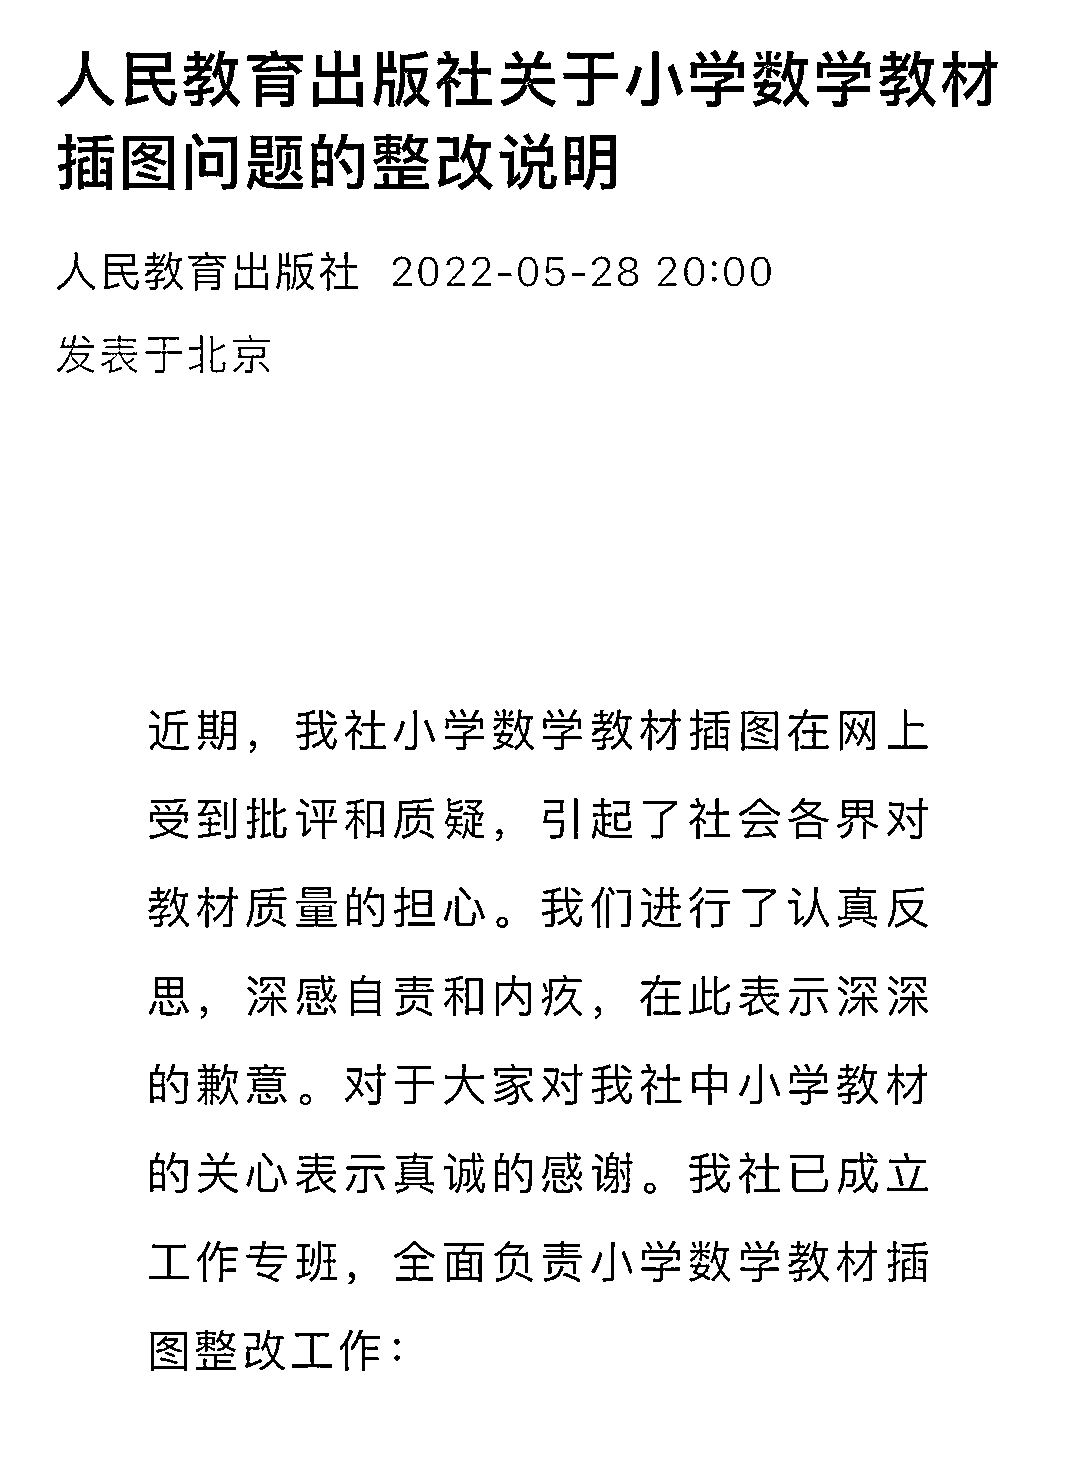 人民教育出版社关于小学数学教材
插图问题的整改说明
人民教育出版社 2022-05-28 20:00
发表于北京
近期，我社小学数学教材插图在网上
受到批评和质疑，引起了社会各界对
教材质量的担心。我们进行了认真反
思，深感自责和内疚，在此表示深深
的歉意。对于大家对我社中小学教材
的关心表示真诚的感谢。我社已成立
工作专班，全面负责小学数学教材插
图整改工作：